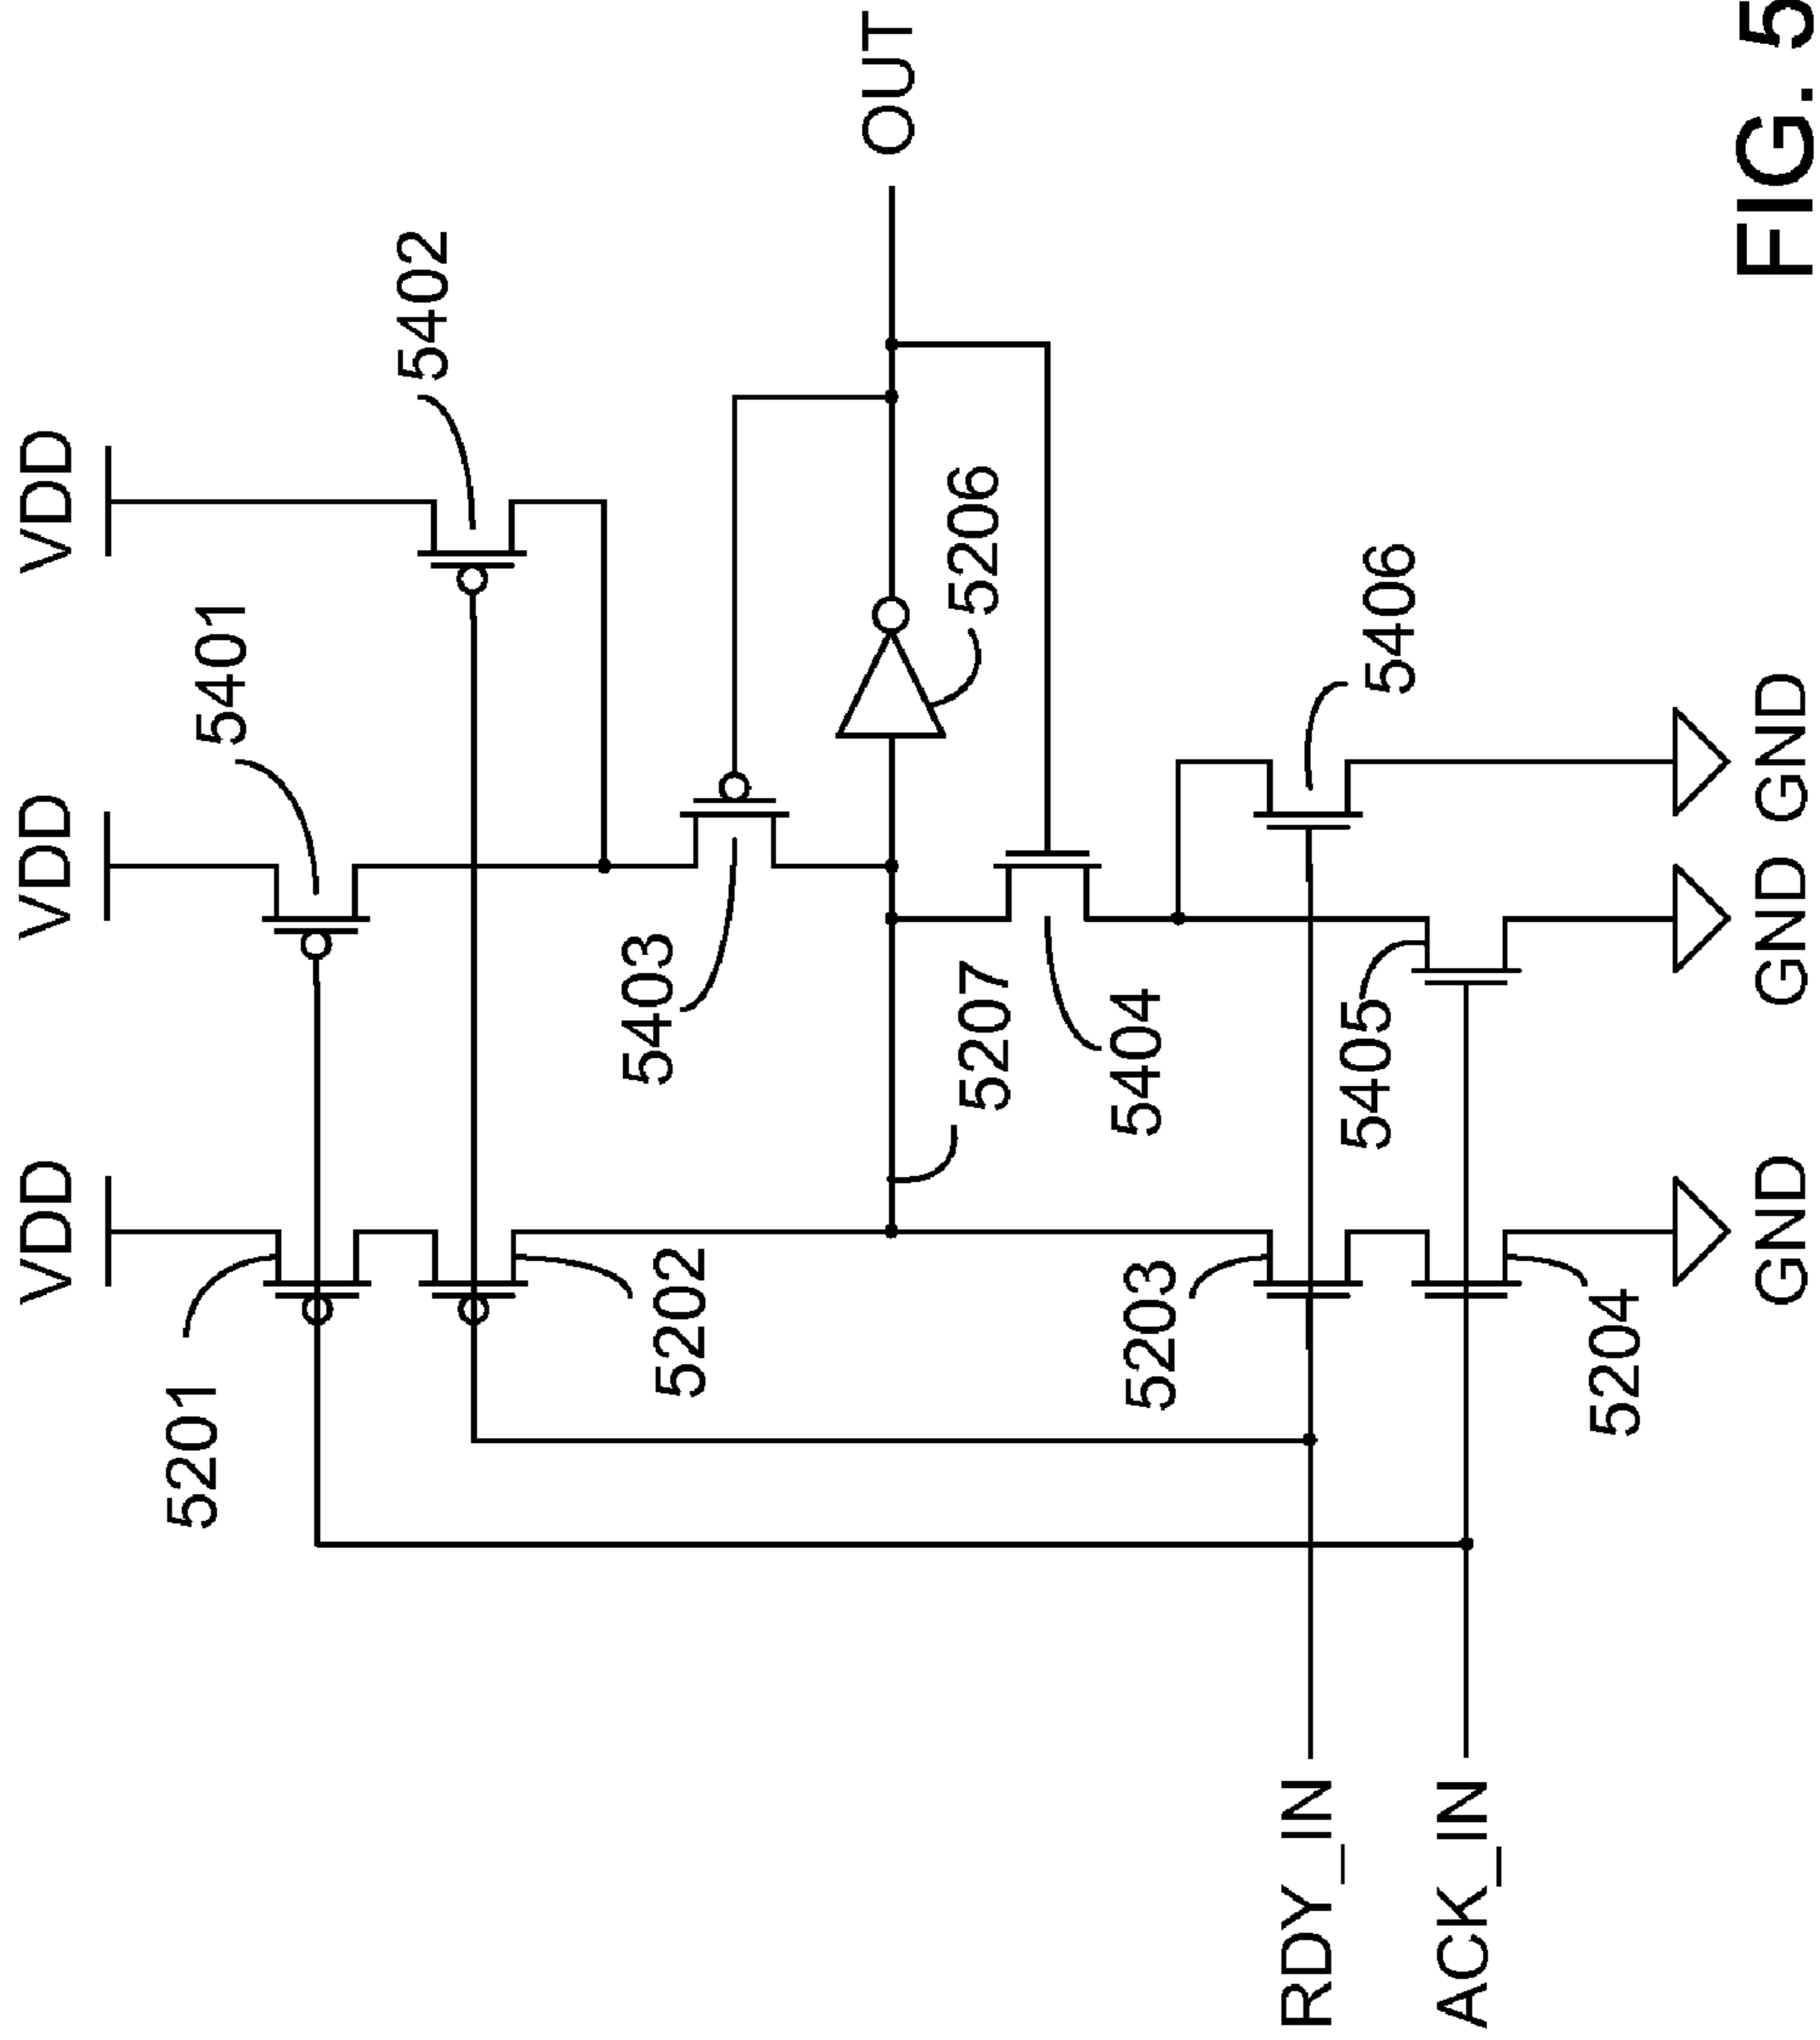 VDD
VDD
VDD
5201
5401
5402
5202
5403
OUT
5206
5207
5404
5203
5405
5406
5204
RDY_IN
ACK_IN
GND
GND
GND
FIG. 5